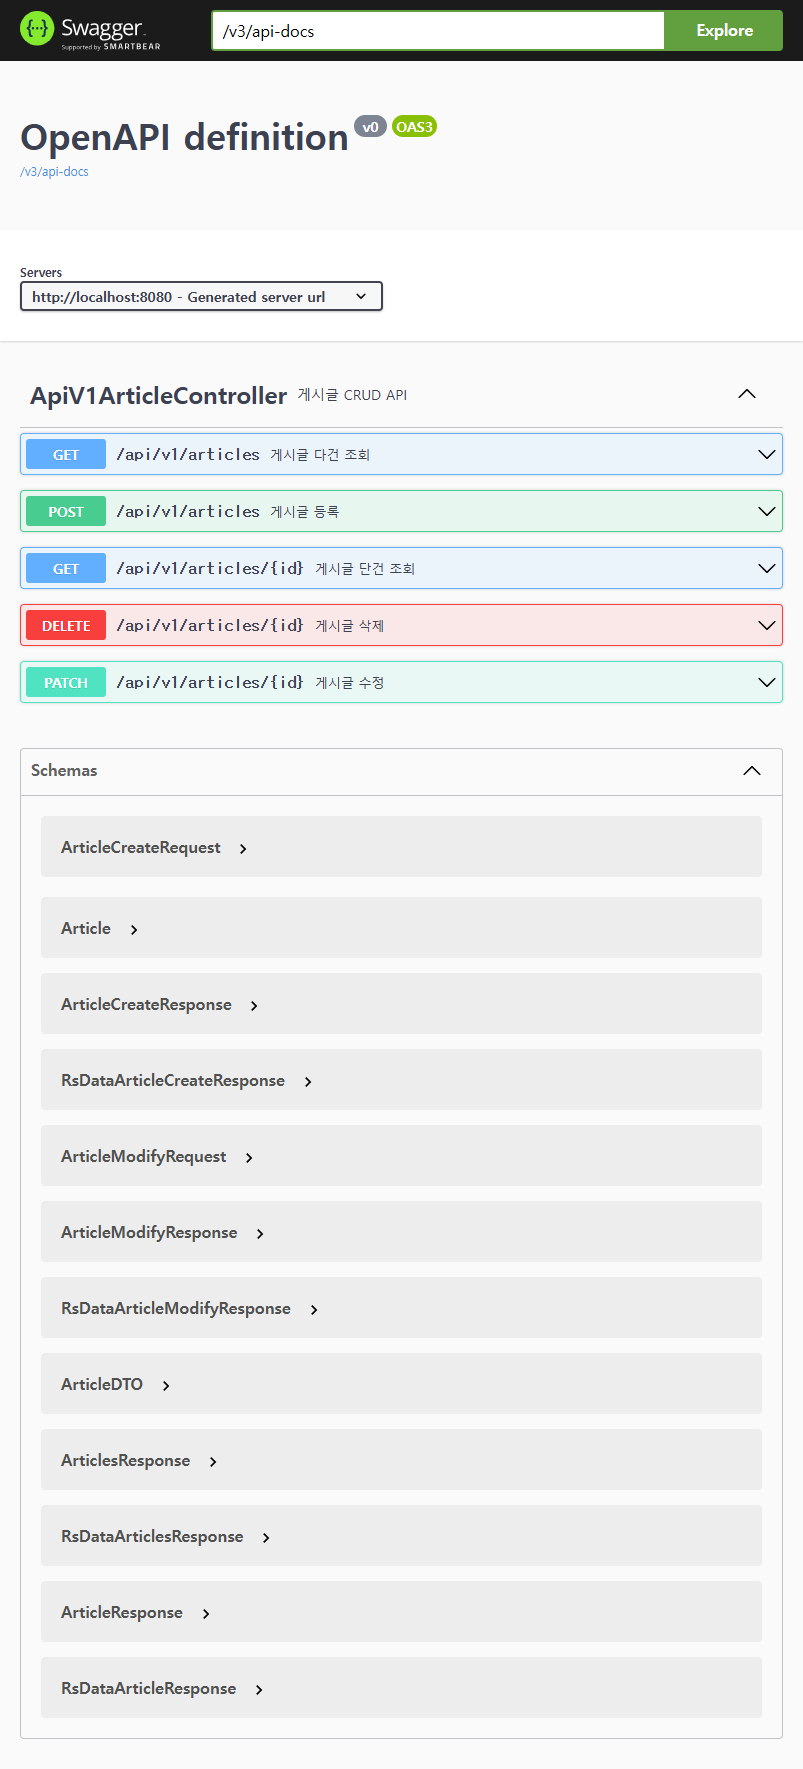 Swagger.
Supported by SMARTBEAR
/v3/api-docs
Explore
OpenAPI definition v0 OAS3
/v3/api-docs
Servers
http://localhost:8080 - Generated server url
ApiV1ArticleController 게시글 CRUD API
GET /api/v1/articles 게시글 다건 조회
POST /api/v1/articles 게시글 등록
GET /api/v1/articles/{id} 게시글 단건 조회
DELETE /api/v1/articles/{id} 게시글 삭제
PATCH /api/v1/articles/{id} 게시글 수정
Schemas
ArticleCreateRequest
Article
ArticleCreateResponse
RsDataArticleCreateResponse
ArticleModifyRequest
ArticleModifyResponse
RsDataArticleModifyResponse
ArticleDTO
ArticlesResponse
RsDataArticlesResponse
ArticleResponse
RsDataArticleResponse